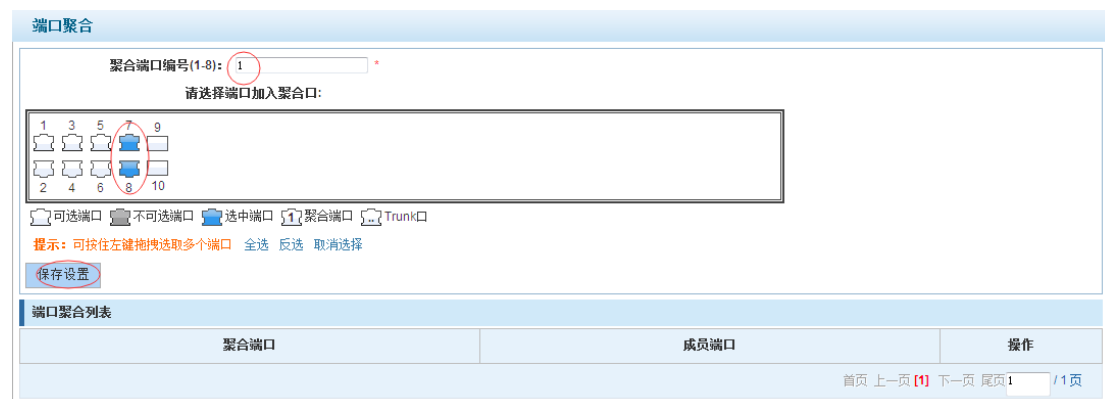 端口聚合
聚合端口编号(1-8): 1 *
请选择端口加入聚合口:
1 3 5 7 9
2 4 6 8 10
可选端口 不可选端口 选中端口 1 聚合端口 ... Trunk口
提示：可按住左键拖拽选取多个端口 全选 反选 取消选择
保存设置
端口聚合列表
聚合端口 成员端口 操作
首页 上一页 [1] 下一页 尾页 1 / 1 页